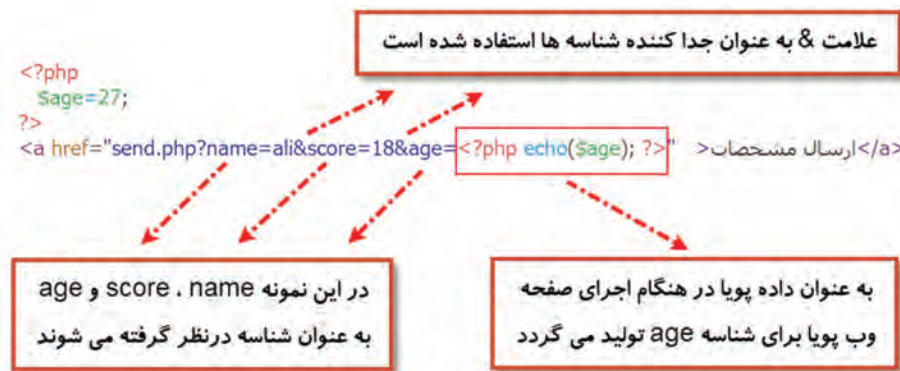 علامت & به عنوان جدا کننده شناسه ها استفاده شده است
<?php
$age=27;
?>
<a href="send.php?name=ali&score=18&age=<?php echo($age); ?>" >ارسال مشخصات</a>
در این نمونه score ، name و age
به عنوان شناسه درنظر گرفته می شوند
به عنوان داده پویا در هنگام اجرای صفحه
وب پویا برای شناسه age تولید می گردد